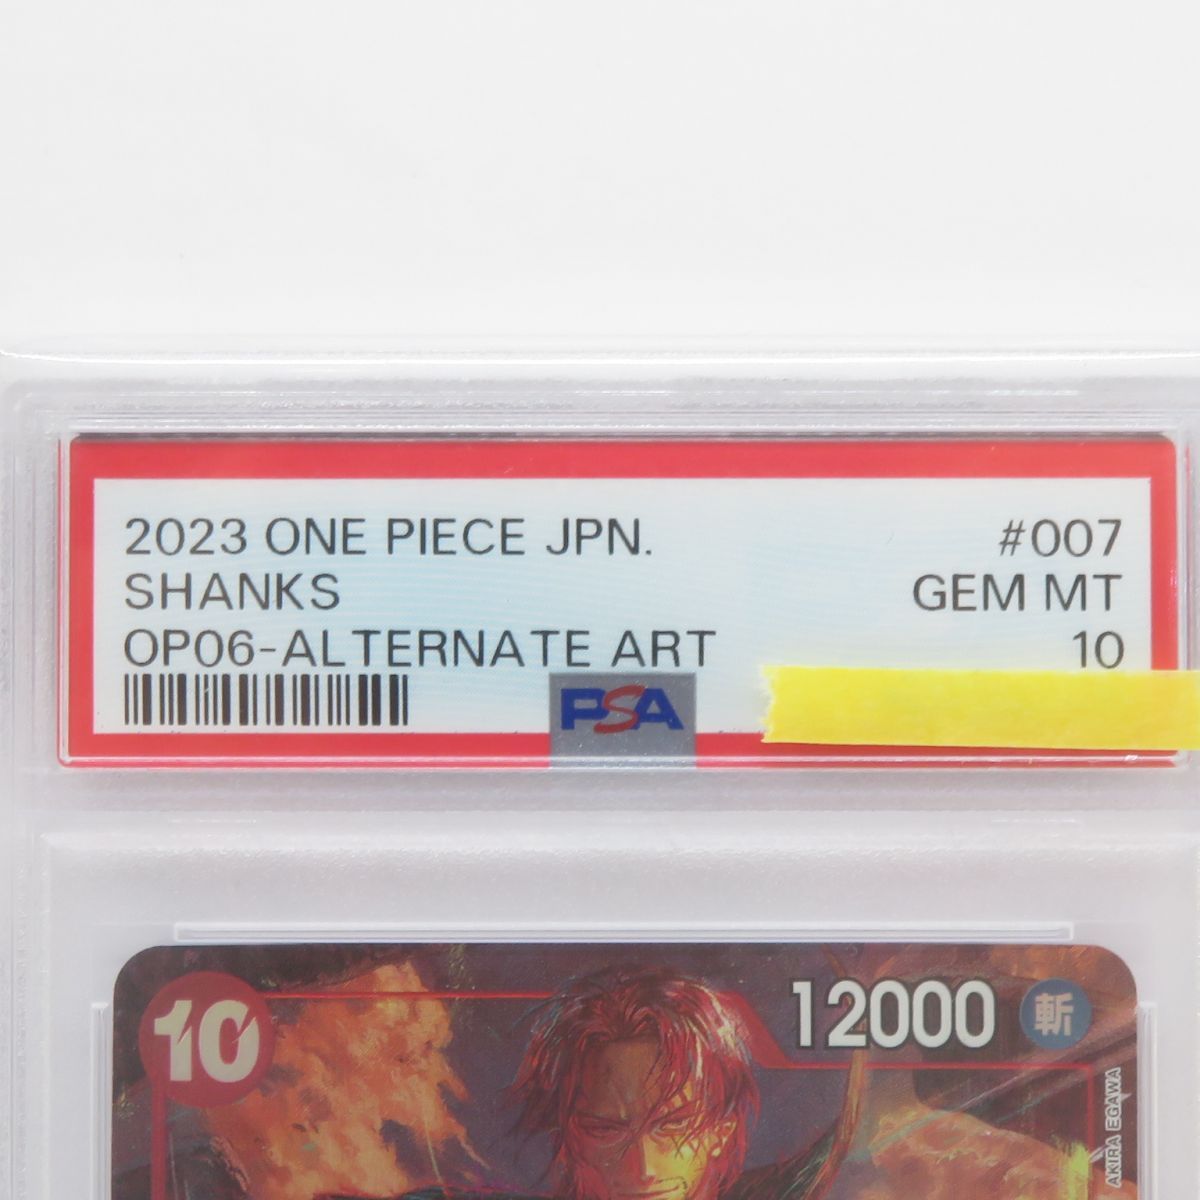 2023 ONE PIECE JPN. #007
SHANKS GEM MT
OP06-ALTERNATE ART 10
PSA
10
12000 斬
AKIRA EGAWA